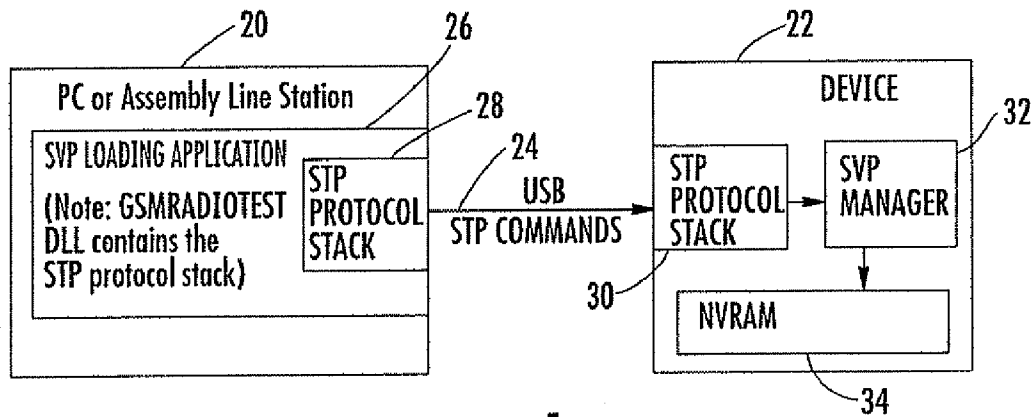 20
26
22
PC or Assembly Line Station
28
DEVICE
32
SVP LOADING APPLICATION
(Note: GSMRADIOTEST
DLL contains the
STP protocol stack)
STP
PROTOCOL
STACK
24
USB
STP COMMANDS
STP
PROTOCOL
STACK
SVP
MANAGER
30
NVRAM
34